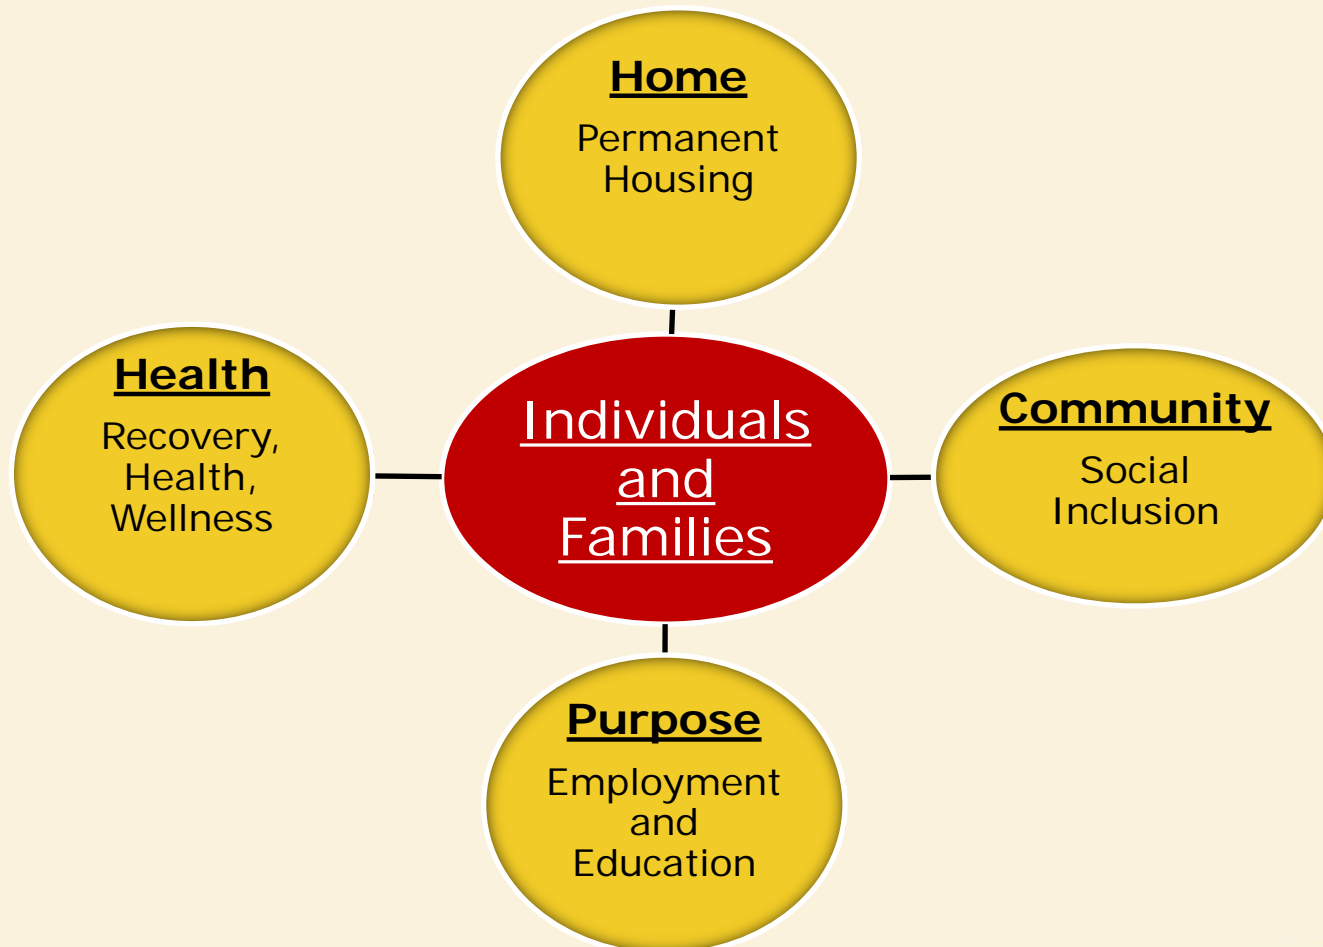 Home
Permanent
Housing
Health
Recovery,
Health,
Wellness
Individuals
and
Families
Community
Social
Inclusion
Purpose
Employment
and
Education